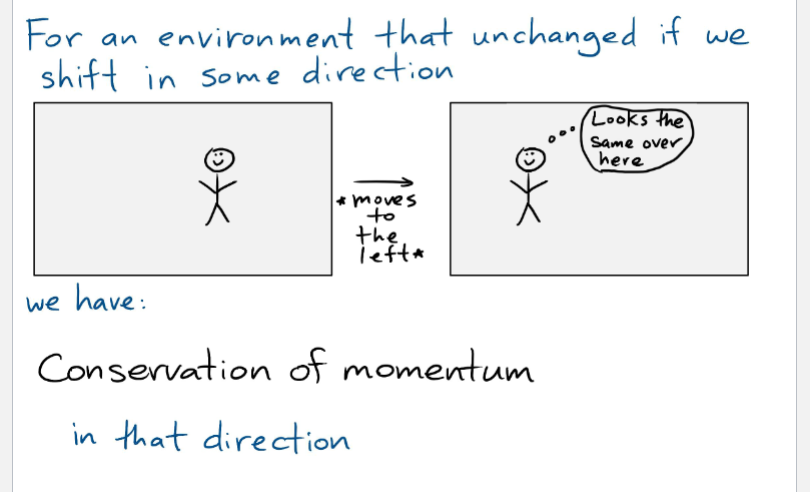 For an environment that unchanged if we
shift in some direction
Looks the
same over
here
*moves
to
the
left*
we have:
Conservation of momentum
in that direction